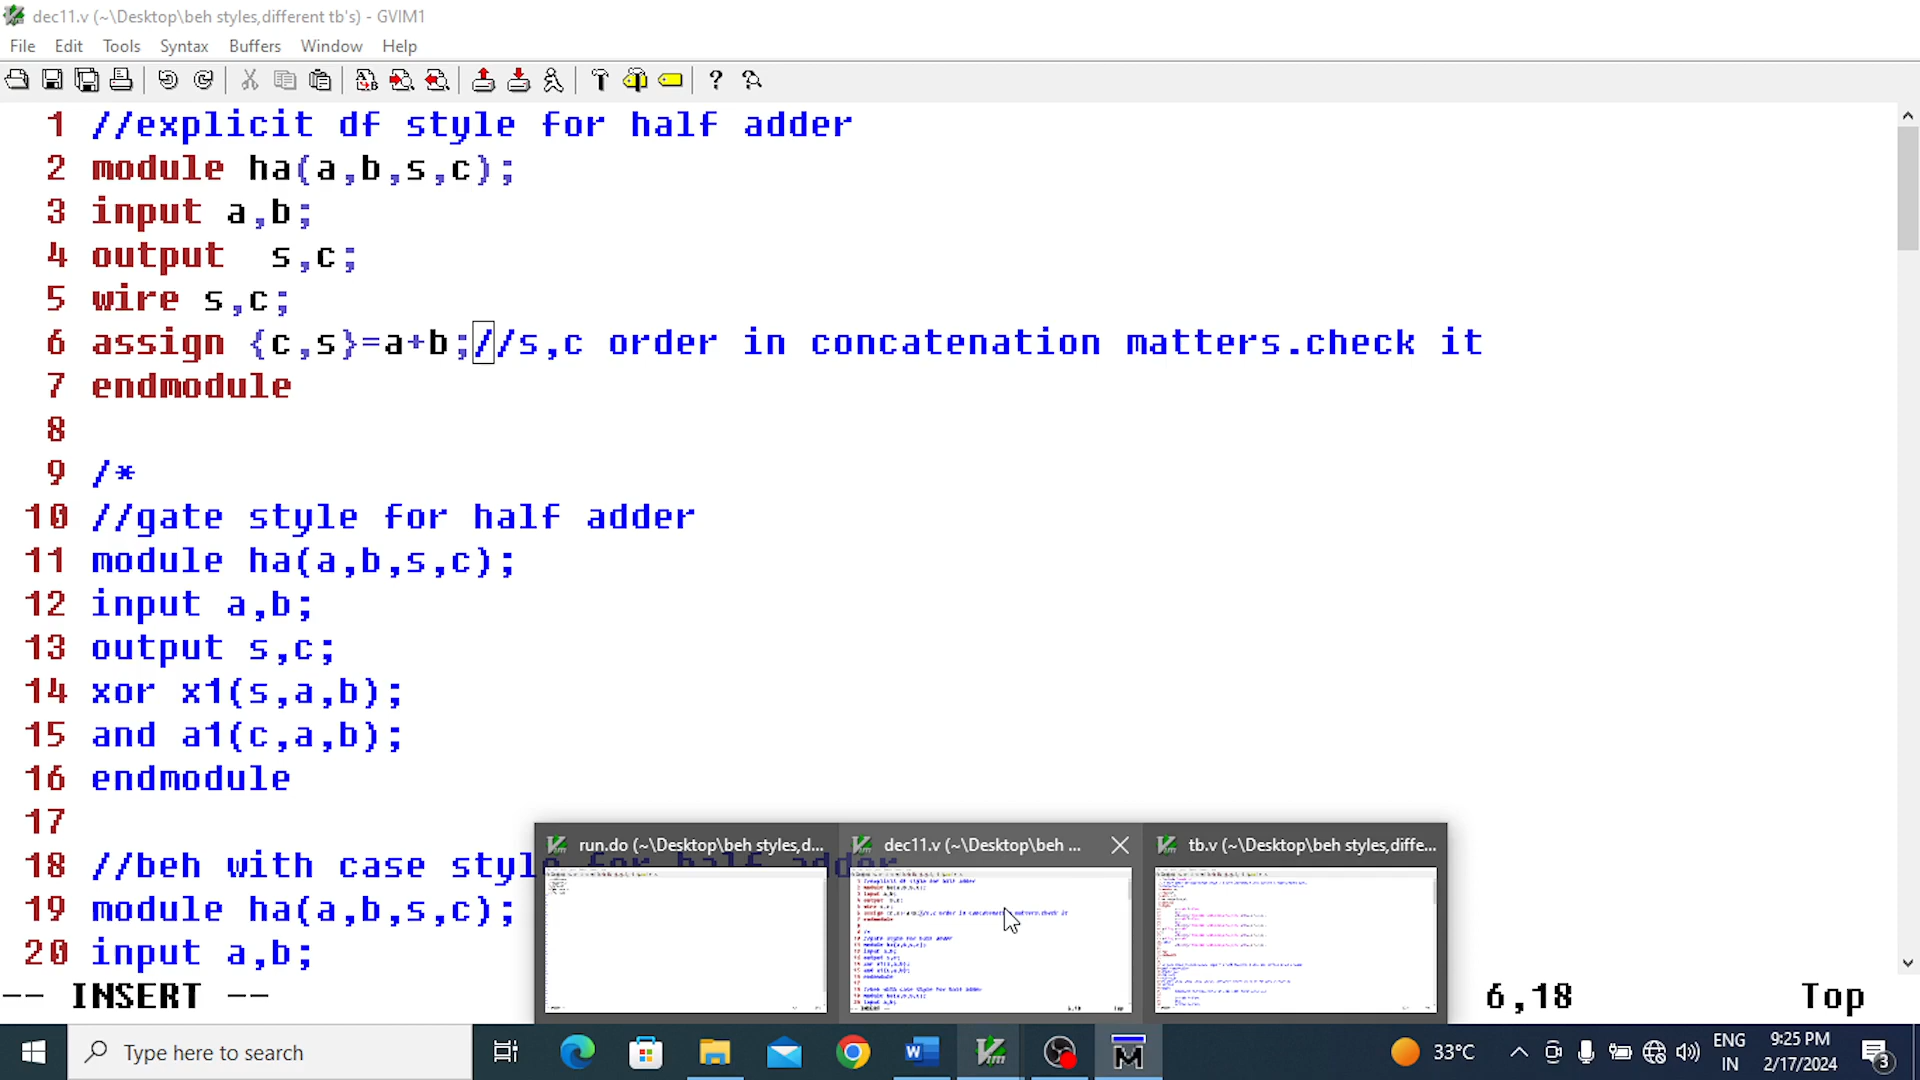 dec11.v (~\Desktop\beh styles,different tb's) - GVIM1
File Edit Tools Syntax Buffers Window Help
1 //explicit df style for half adder
2 module ha(a,b,s,c);
3 input a,b;
4 output  s,c;
5 wire s,c;
6 assign {c,s}=a+b;//s,c order in concatenation matters.check it
7 endmodule
8
9 /*
10 //gate style for half adder
11 module ha(a,b,s,c);
12 input a,b;
13 output s,c;
14 xor x1(s,a,b);
15 and a1(c,a,b);
16 endmodule
17
18 //beh with case style for half adder
19 module ha(a,b,s,c);
20 input a,b;
run.do (~\Desktop\beh styles,d...
dec11.v (~\Desktop\beh ...
tb.v (~\Desktop\beh styles,diffe...
-- INSERT -- 6,18 Top
Type here to search
33°C
ENG
IN
9:25 PM
2/17/2024
3